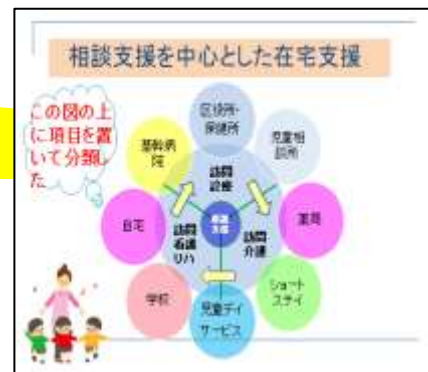 相談支援を中心とした在宅支援
この図の上
に項目を置
いて分類し
た
区役所・
保健所
基幹病
院
児童相
談所
訪問
診療
自宅
訪問
看護
リハ
訪問
介護
薬局
学校
児童デイ
サービス
ショート
ステイ